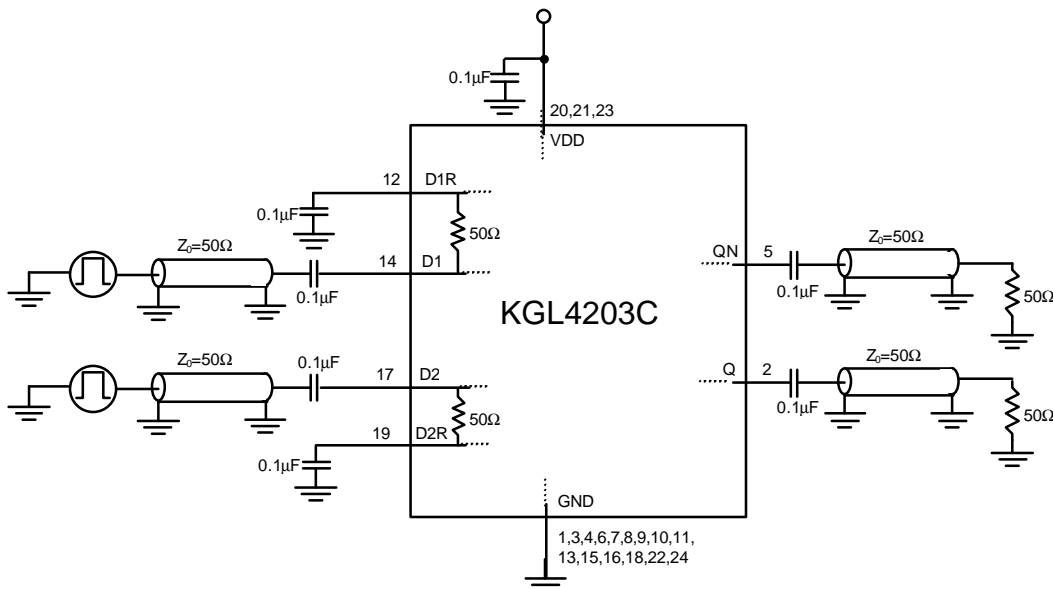 0.1µF
20,21,23
VDD
12 D1R
0.1µF
50Ω
Z₀=50Ω
14 D1
0.1µF
QN 5
Z₀=50Ω
0.1µF
50Ω
KGL4203C
Z₀=50Ω
0.1µF
17 D2
50Ω
19 D2R
0.1µF
Q 2
Z₀=50Ω
0.1µF
50Ω
GND
1,3,4,6,7,8,9,10,11,
13,15,16,18,22,24